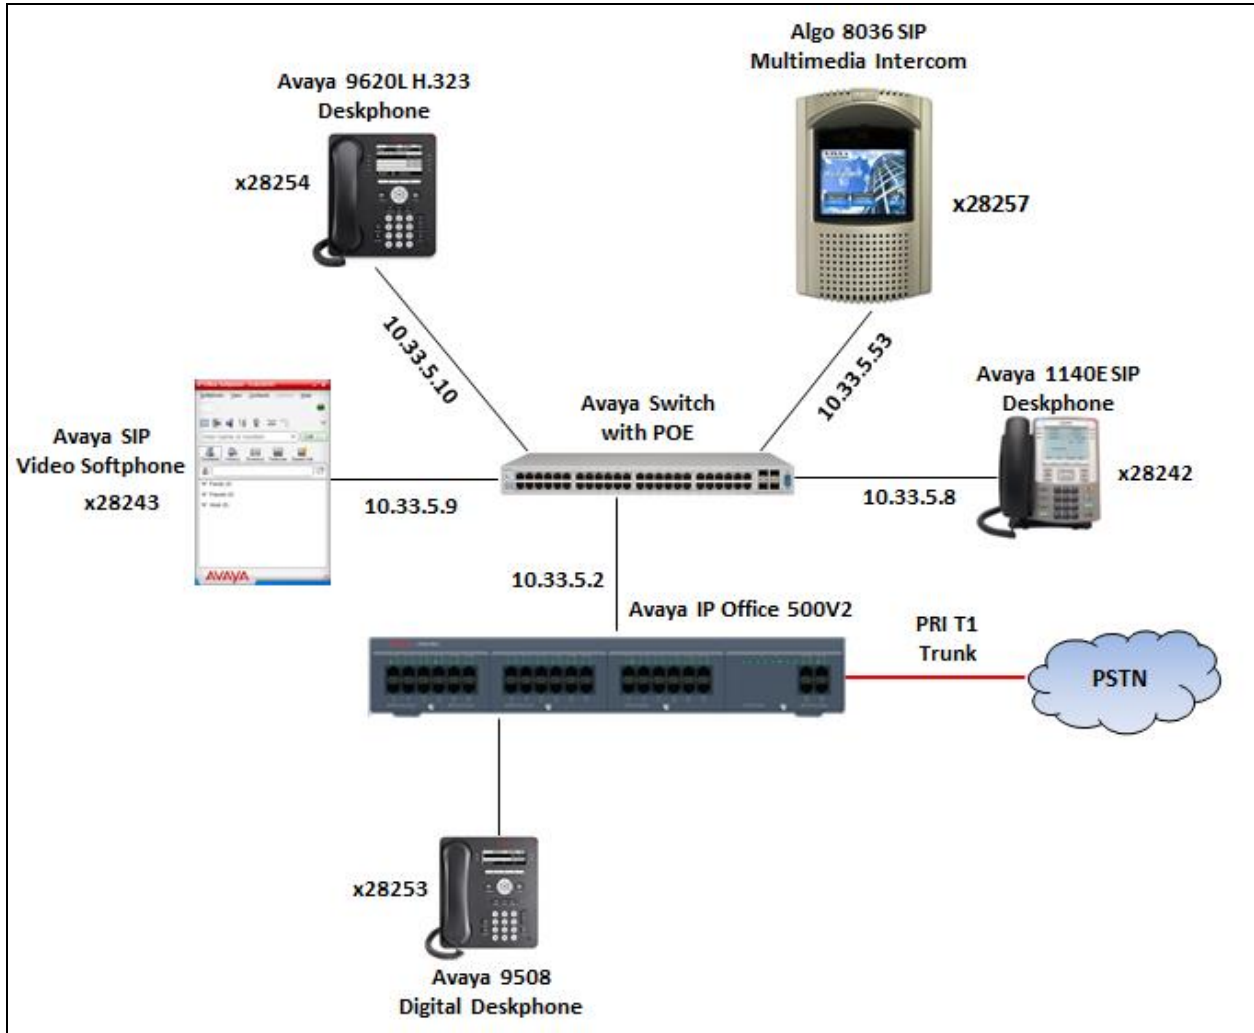 Algo 8036 SIP
Multimedia Intercom
Avaya 9620L H.323
Deskphone
x28254
x28257
10.33.5.10
10.33.5.53
Avaya 1140E SIP
Deskphone
Avaya Switch
with POE
Avaya SIP
Video Softphone
x28243
x28242
10.33.5.9
10.33.5.8
AVAYA
10.33.5.2
Avaya IP Office 500V2
PRI T1
Trunk
PSTN
x28253
Avaya 9508
Digital Deskphone